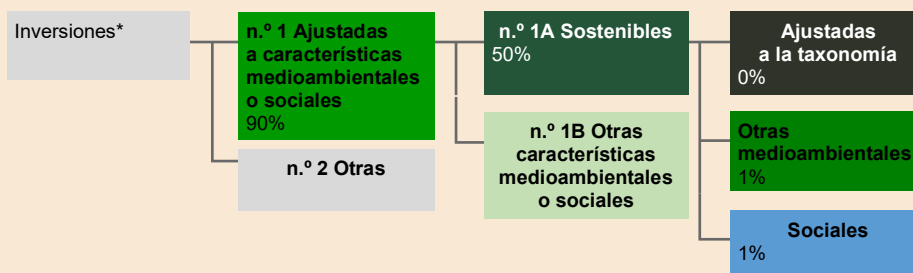 Inversiones*
n.º 1 Ajustadas
a características
medioambientales
o sociales
90%
n.º 2 Otras
n.º 1A Sostenibles
50%
n.º 1B Otras
características
medioambientales
o sociales
Ajustadas
a la taxonomía
0%
Otras
medioambientales
1%
Sociales
1%